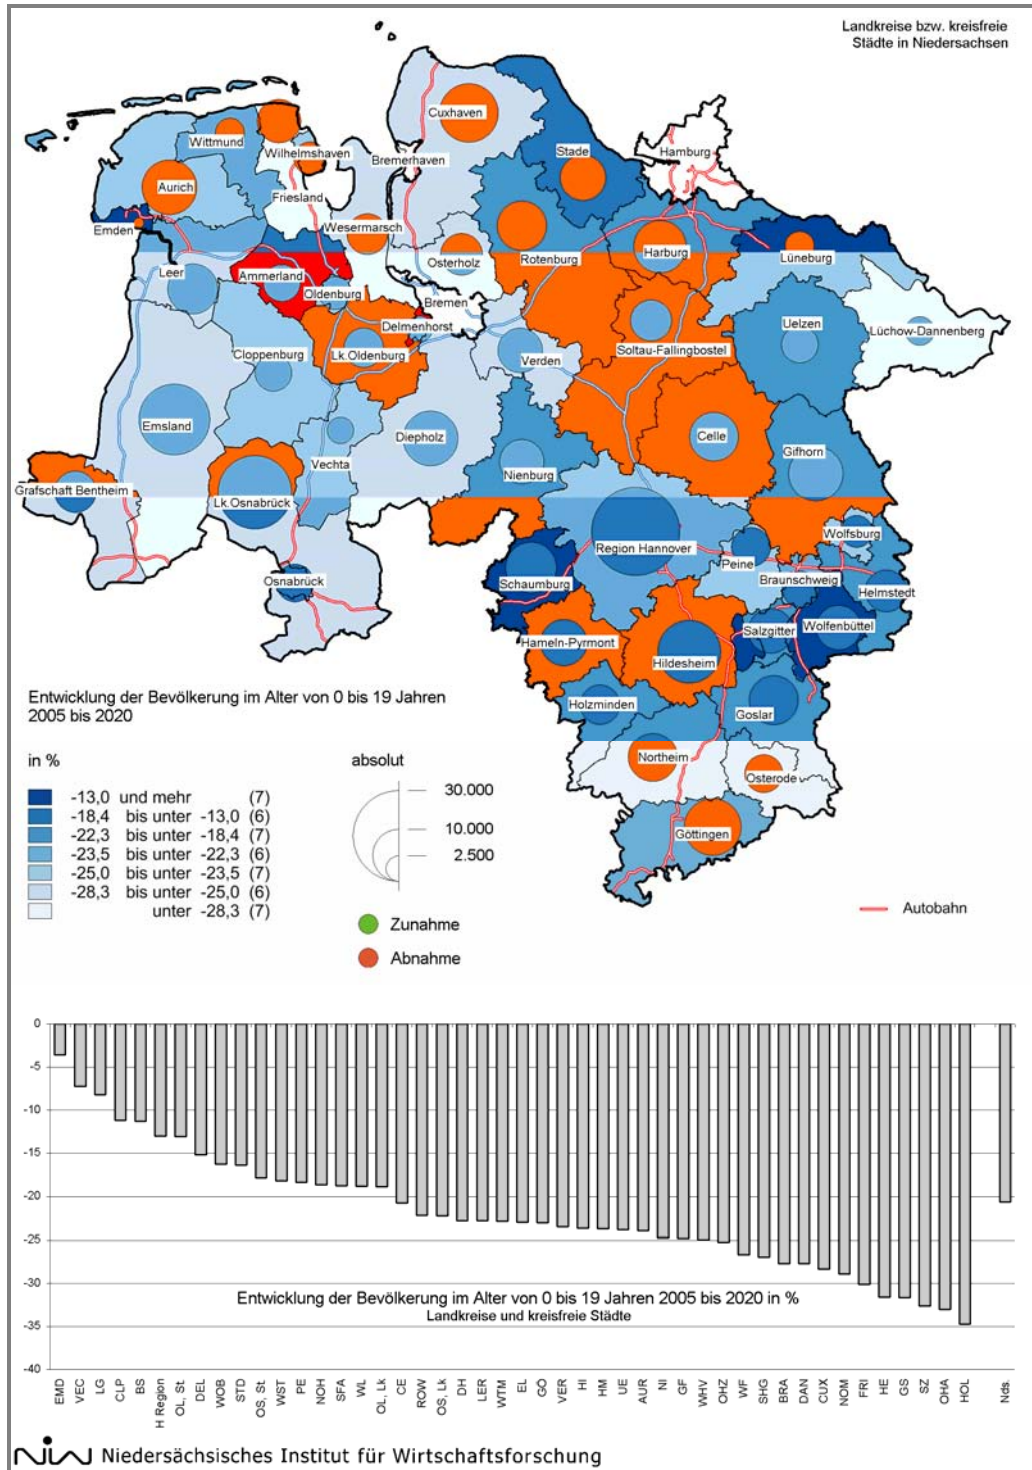 Landkreise bzw. kreisfreie
Städte in Niedersachsen
Cuxhaven
Wittmund
Wilhelmshaven
Bremerhaven
Stade
Hamburg
Aurich
Friesland
Emden
Wesermarsch
Osterholz
Rotenburg
Harburg
Lüneburg
Leer
Ammerland
Oldenburg
Bremen
Delmenhorst
Uelzen
Lüchow-Dannenberg
Cloppenburg
Lk.Oldenburg
Verden
Soltau-Fallingbostel
Emsland
Diepholz
Celle
Gifhorn
Vechta
Nienburg
Grafschaft Bentheim
Lk.Osnabrück
Wolfsburg
Region Hannover
Peine
Osnabrück
Schaumburg
Braunschweig
Helmstedt
Hameln-Pyrmont
Salzgitter
Wolfenbüttel
Hildesheim
Holzminden
Goslar
Northeim
Osterode
Göttingen
Entwicklung der Bevölkerung im Alter von 0 bis 19 Jahren
2005 bis 2020
in %
-13,0 und mehr (7)
-18,4 bis unter -13,0 (6)
-22,3 bis unter -18,4 (7)
-23,5 bis unter -22,3 (6)
-25,0 bis unter -23,5 (7)
-28,3 bis unter -25,0 (6)
unter -28,3 (7)
absolut
30.000
10.000
2.500
Zunahme
Abnahme
Autobahn
0
-5
-10
-15
-20
-25
-30
-35
-40
Entwicklung der Bevölkerung im Alter von 0 bis 19 Jahren 2005 bis 2020 in %
Landkreise und kreisfreie Städte
EMD
VEC
LG
CLP
BS
H Region
OL, St.
DEL
WOB
STD
OS, St
WST
PE
NOH
SFA
WL
OL, Lk
CE
ROW
OS, Lk
DH
LER
WTM
EL
GÖ
VER
HI
HM
UE
AUR
NI
GF
WHV
OHZ
WF
SHG
BRA
DAN
CUX
NOM
FRI
HE
GS
SZ
OHA
HOL
Nds.
NIW Niedersächsisches Institut für Wirtschaftsforschung